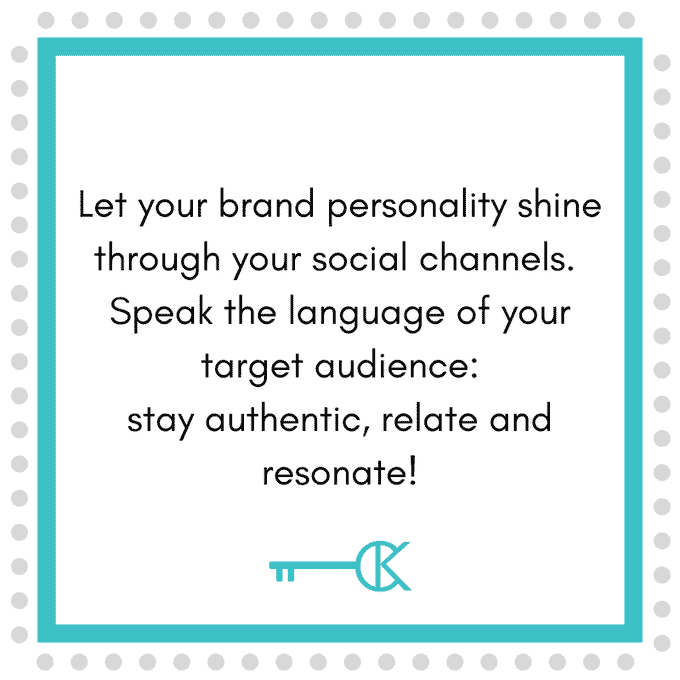 Let your brand personality shine
through your social channels.
Speak the language of your
target audience:
stay authentic, relate and
resonate!